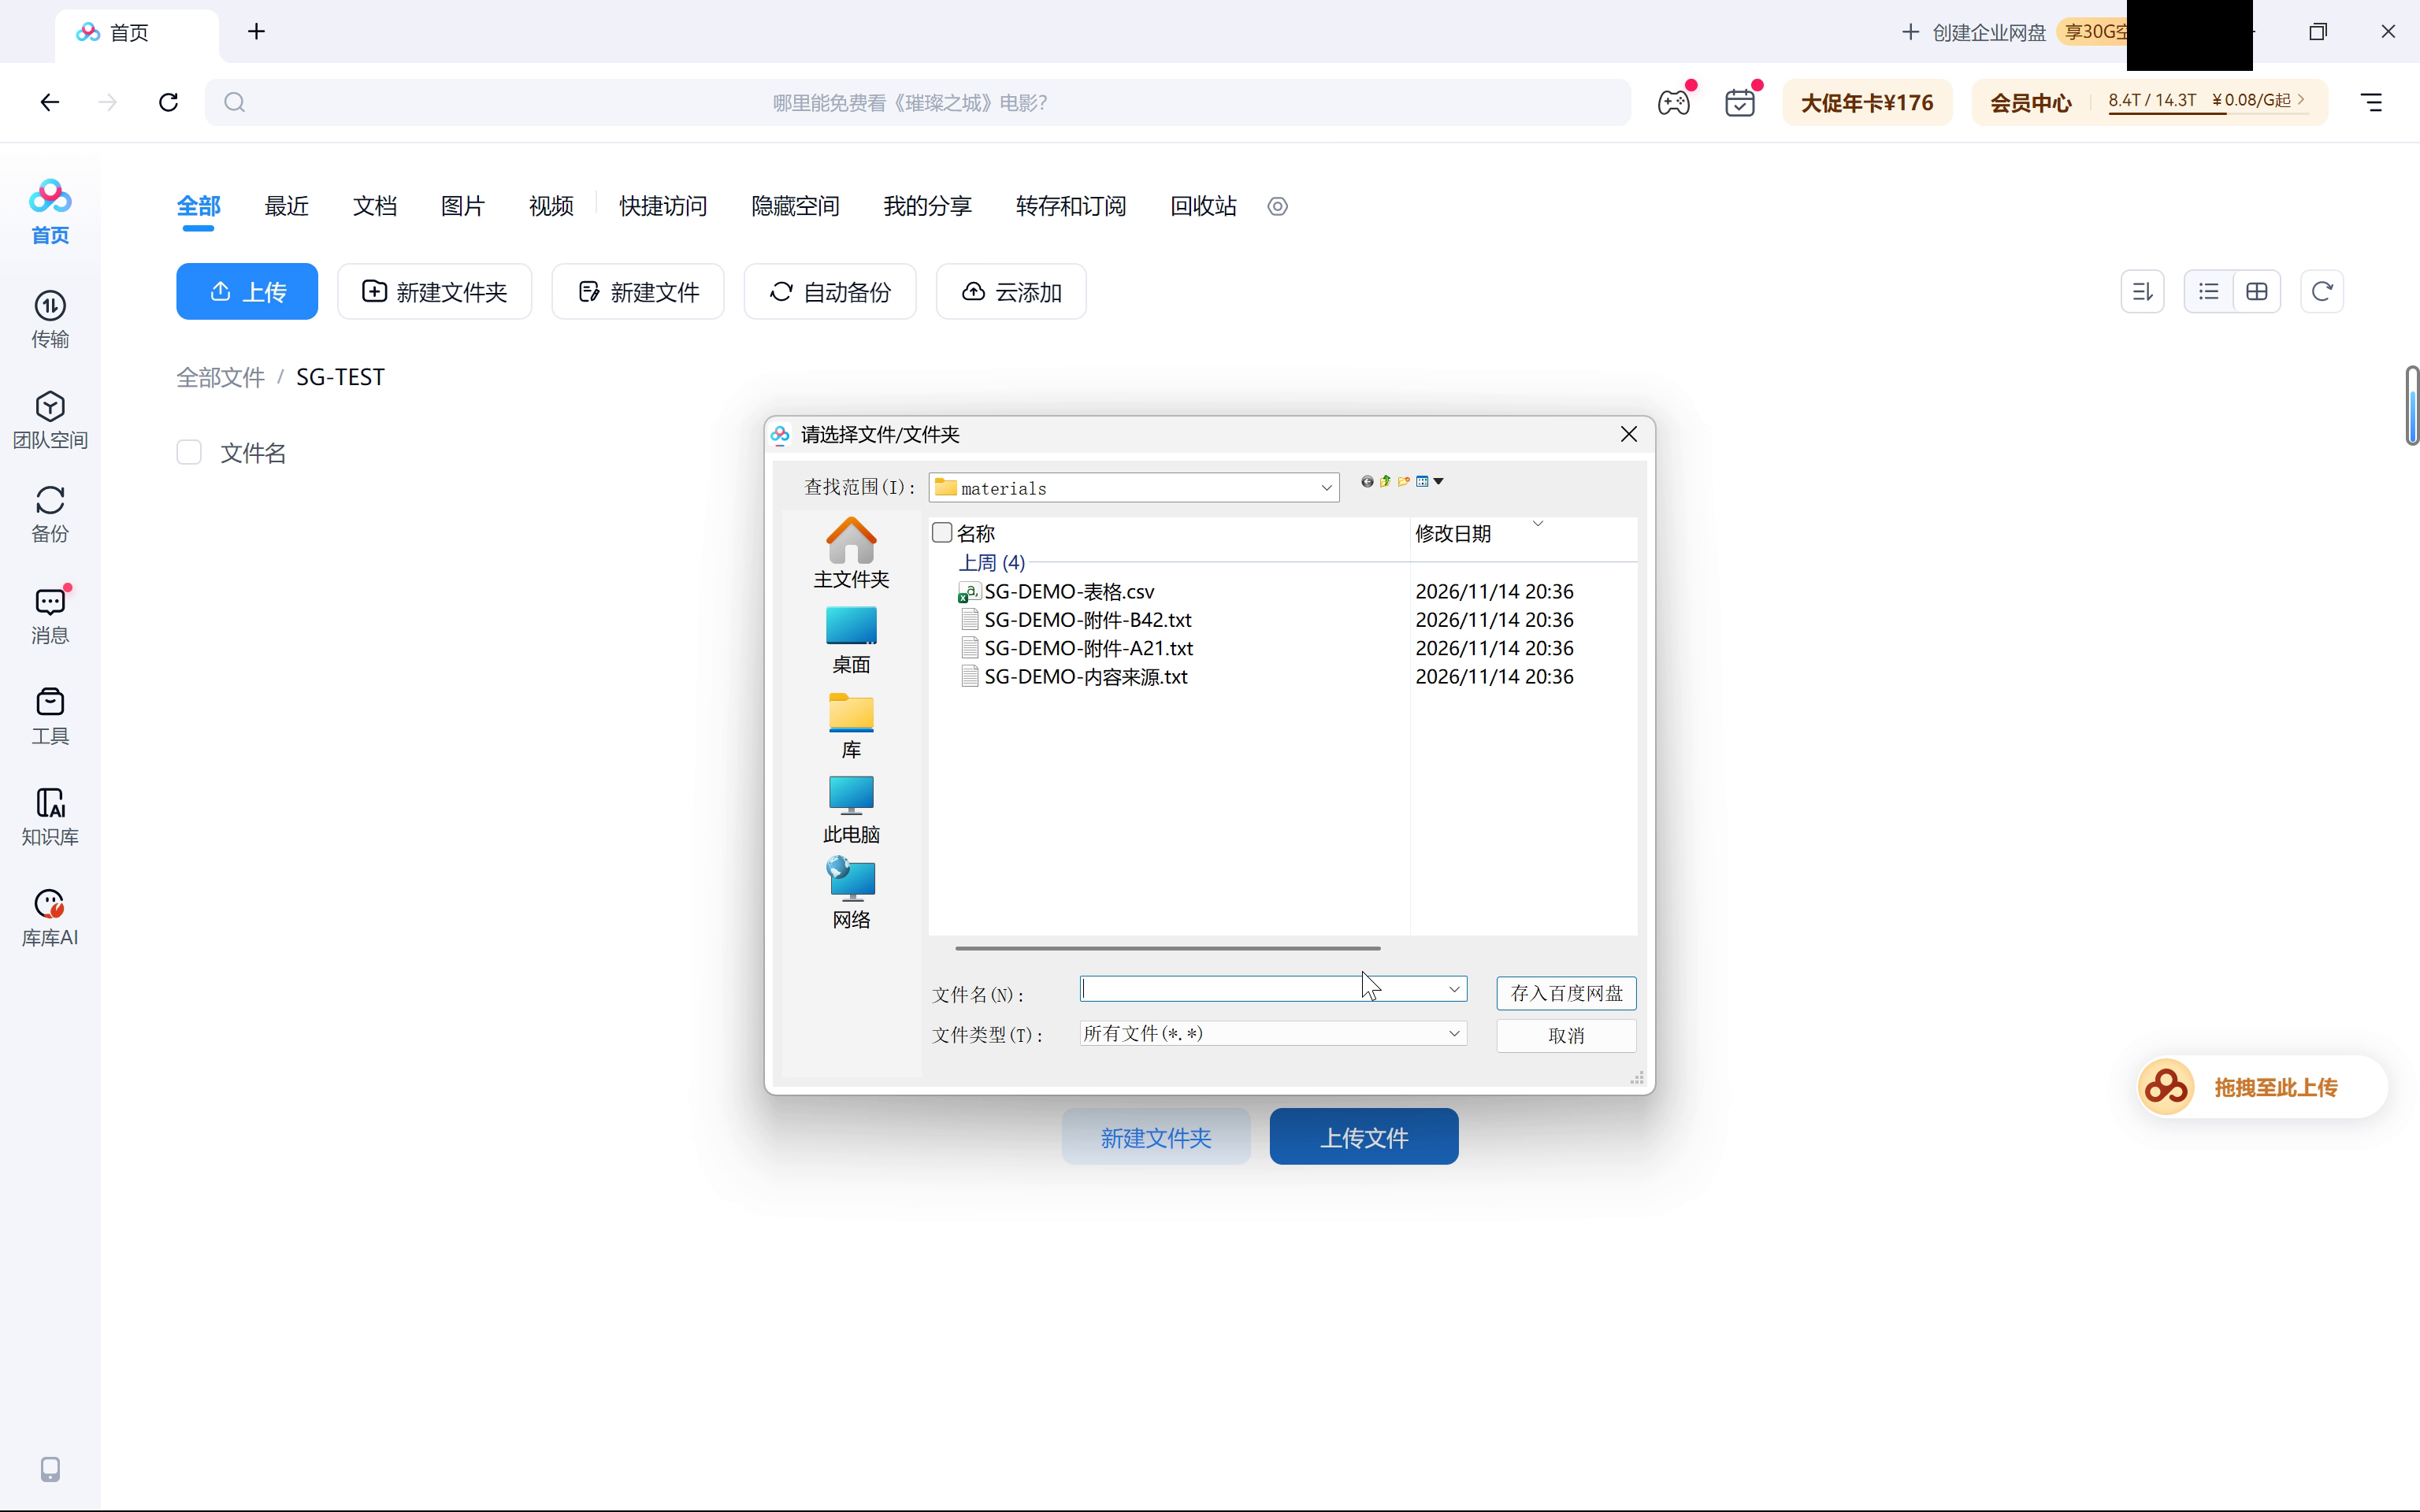 首页
创建企业网盘 享30G空
哪里能免费看《璀璨之城》电影?
大促年卡¥176
会员中心 8.4T / 14.3T ¥0.08/G起
首页
传输
团队空间
备份
消息
工具
知识库
库库AI
全部 最近 文档 图片 视频 快捷访问 隐藏空间 我的分享 转存和订阅 回收站
上传 新建文件夹 新建文件 自动备份 云添加
全部文件 / SG-TEST
文件名
请选择文件/文件夹
查找范围(I): materials
主文件夹
桌面
库
此电脑
网络
名称 修改日期
上周 (4)
SG-DEMO-表格.csv 2026/11/14 20:36
SG-DEMO-附件-B42.txt 2026/11/14 20:36
SG-DEMO-附件-A21.txt 2026/11/14 20:36
SG-DEMO-内容来源.txt 2026/11/14 20:36
文件名(N): 存入百度网盘
文件类型(T): 所有文件(*.*) 取消
新建文件夹 上传文件
拖拽至此上传